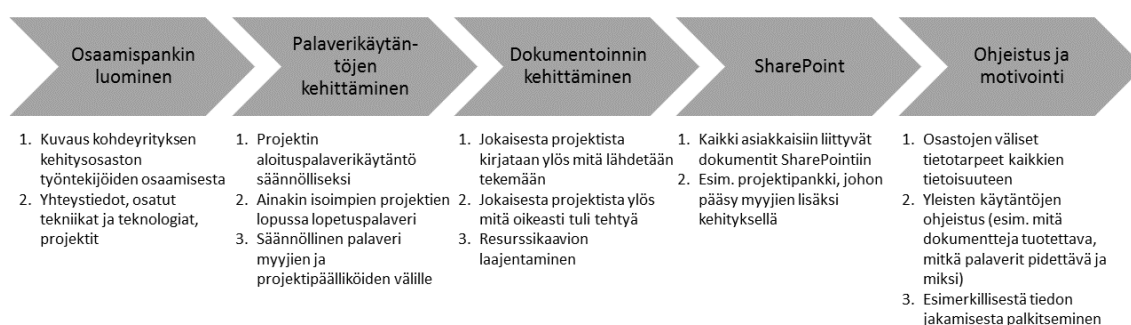 Osaamispankin
luominen
Palaverikäytän-
töjen
kehittäminen
Dokumentoinnin
kehittäminen
SharePoint
Ohjeistus ja
motivointi
1. Kuvaus kohdeyrityksen
kehitysosaston
työntekijöiden osaamisesta
2. Yhteystiedot, osatut
tekniikat ja teknologiat,
projektit
1. Projektin
aloituspalaverikäytäntö
säännölliseksi
2. Ainakin isoimpien projektien
lopussa lopetuspalaveri
3. Säännöllinen palaveri
myyjien ja
projektipäälliköiden välille
1. Jokaisesta projektista
kirjataan ylös mitä lähdetään
tekemään
2. Jokaisesta projektista ylös
mitä oikeasti tuli tehtyä
3. Resurssikaavion
laajentaminen
1. Kaikki asiakkaisiin liittyvät
dokumentit SharePointiin
2. Esim. projektipankki, johon
pääsy myyjien lisäksi
kehityksellä
1. Osastojen väliset
tietotarpeet kaikkien
tietoisuuteen
2. Yleisten käytäntöjen
ohjeistus (esim. mitä
dokumentteja tuotettava,
mitkä palaverit pidettävä ja
miksi)
3. Esimerkillisestä tiedon
jakamisesta palkitseminen